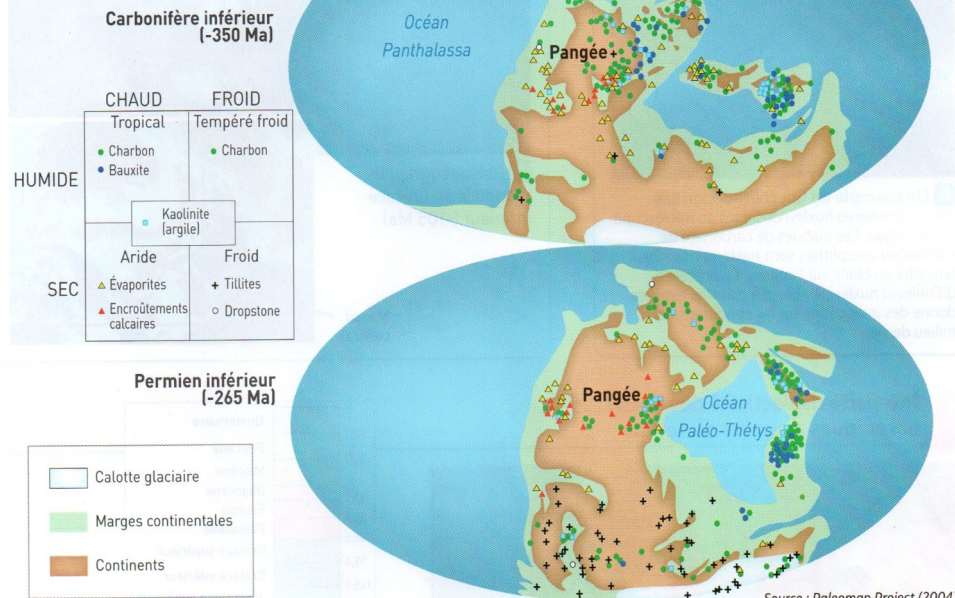 Carbonifère inférieur
(-350 Ma)
Océan
Panthalassa
Pangée
CHAUD FROID
Tropical
Tempéré froid
Charbon
Bauxite
Charbon
HUMIDE
Kaolinite
(argile)
SEC
Aride
Froid
Évaporites
Encroûtements
calcaires
Tillites
Dropstone
Permien inférieur
(-265 Ma)
Pangée
Océan
Paléo-Théthys
Calotte glaciaire
Marges continentales
Continents
Source : Paleomap Project (2004